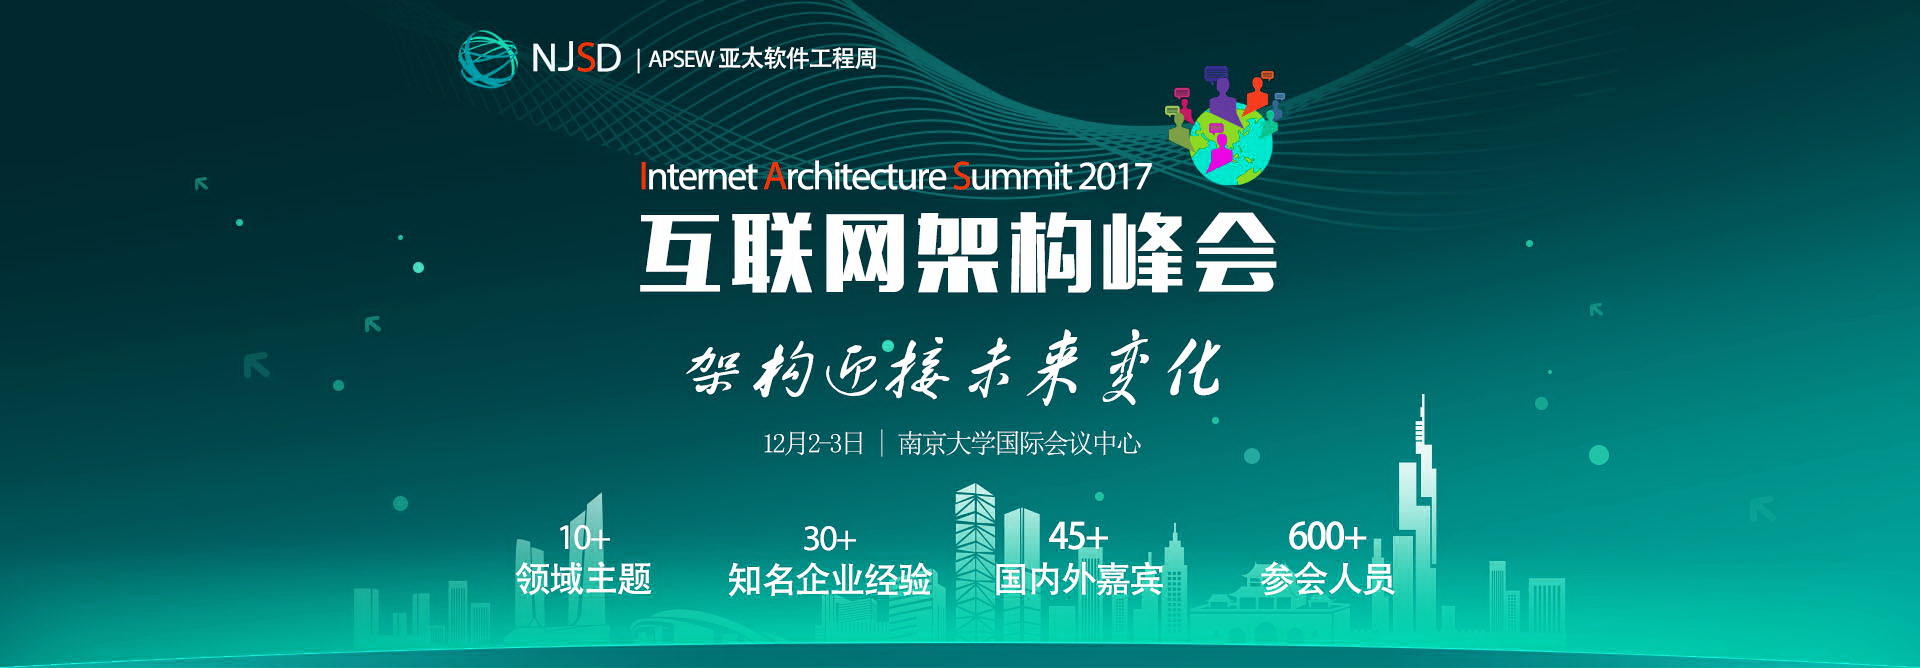 NJSD | APSEW 亚太软件工程周
Internet Architecture Summit 2017
互联网架构峰会
架构迎接未来变化
12月2-3日 | 南京大学国际会议中心
10+ 30+ 45+ 600+
领域主题 知名企业经验 国内外嘉宾 参会人员